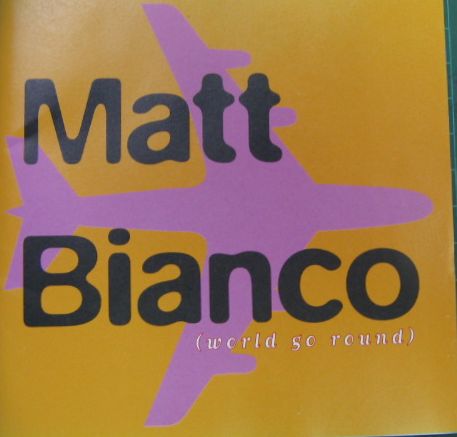 Matt
Bianco
(world go round)